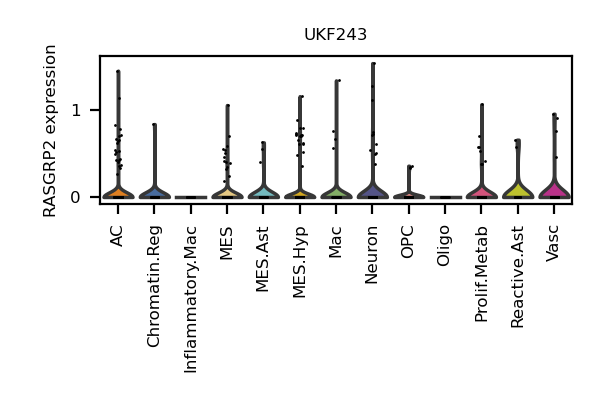 UKF243
RASGRP2 expression
1
0
AC
Chromatin.Reg
Inflammatory.Mac
MES
MES.Ast
MES.Hyp
Mac
Neuron
OPC
Oligo
Prolif.Metab
Reactive.Ast
Vasc